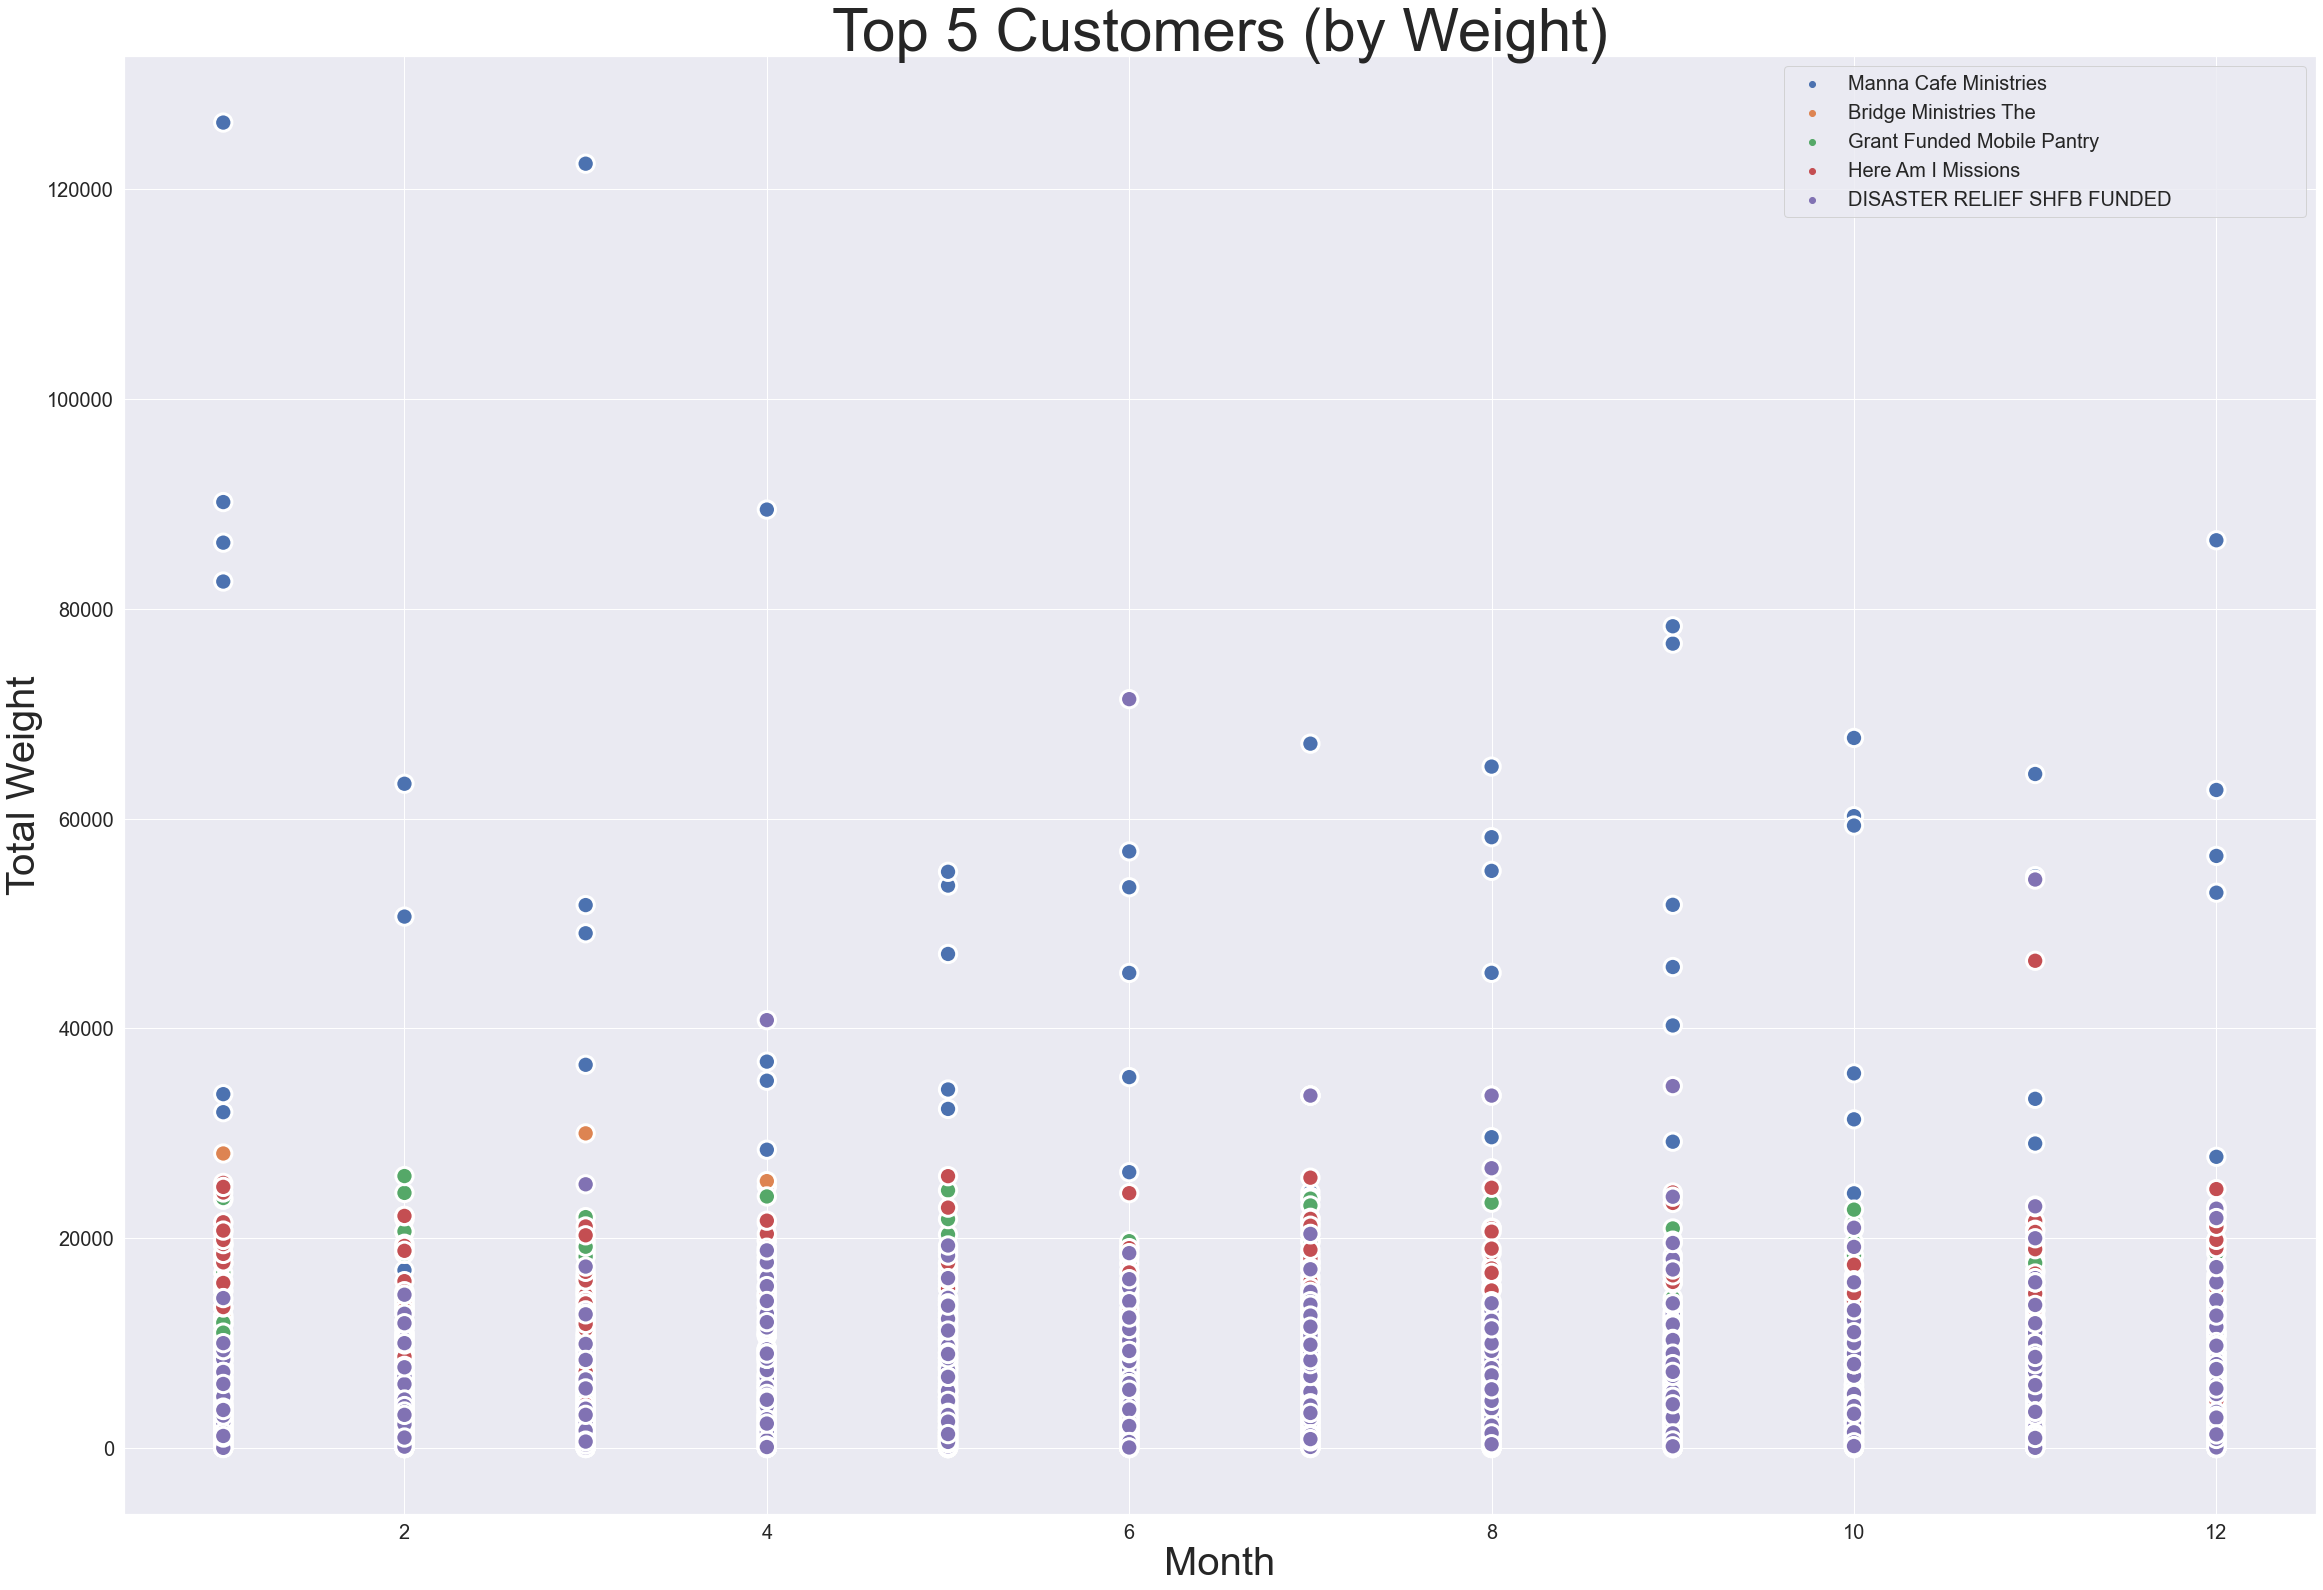 Top 5 Customers (by Weight)
Manna Cafe Ministries
Bridge Ministries The
Grant Funded Mobile Pantry
Here Am I Missions
DISASTER RELIEF SHFB FUNDED
Total Weight
120000
100000
80000
60000
40000
20000
0
2 4 6 8 10 12
Month